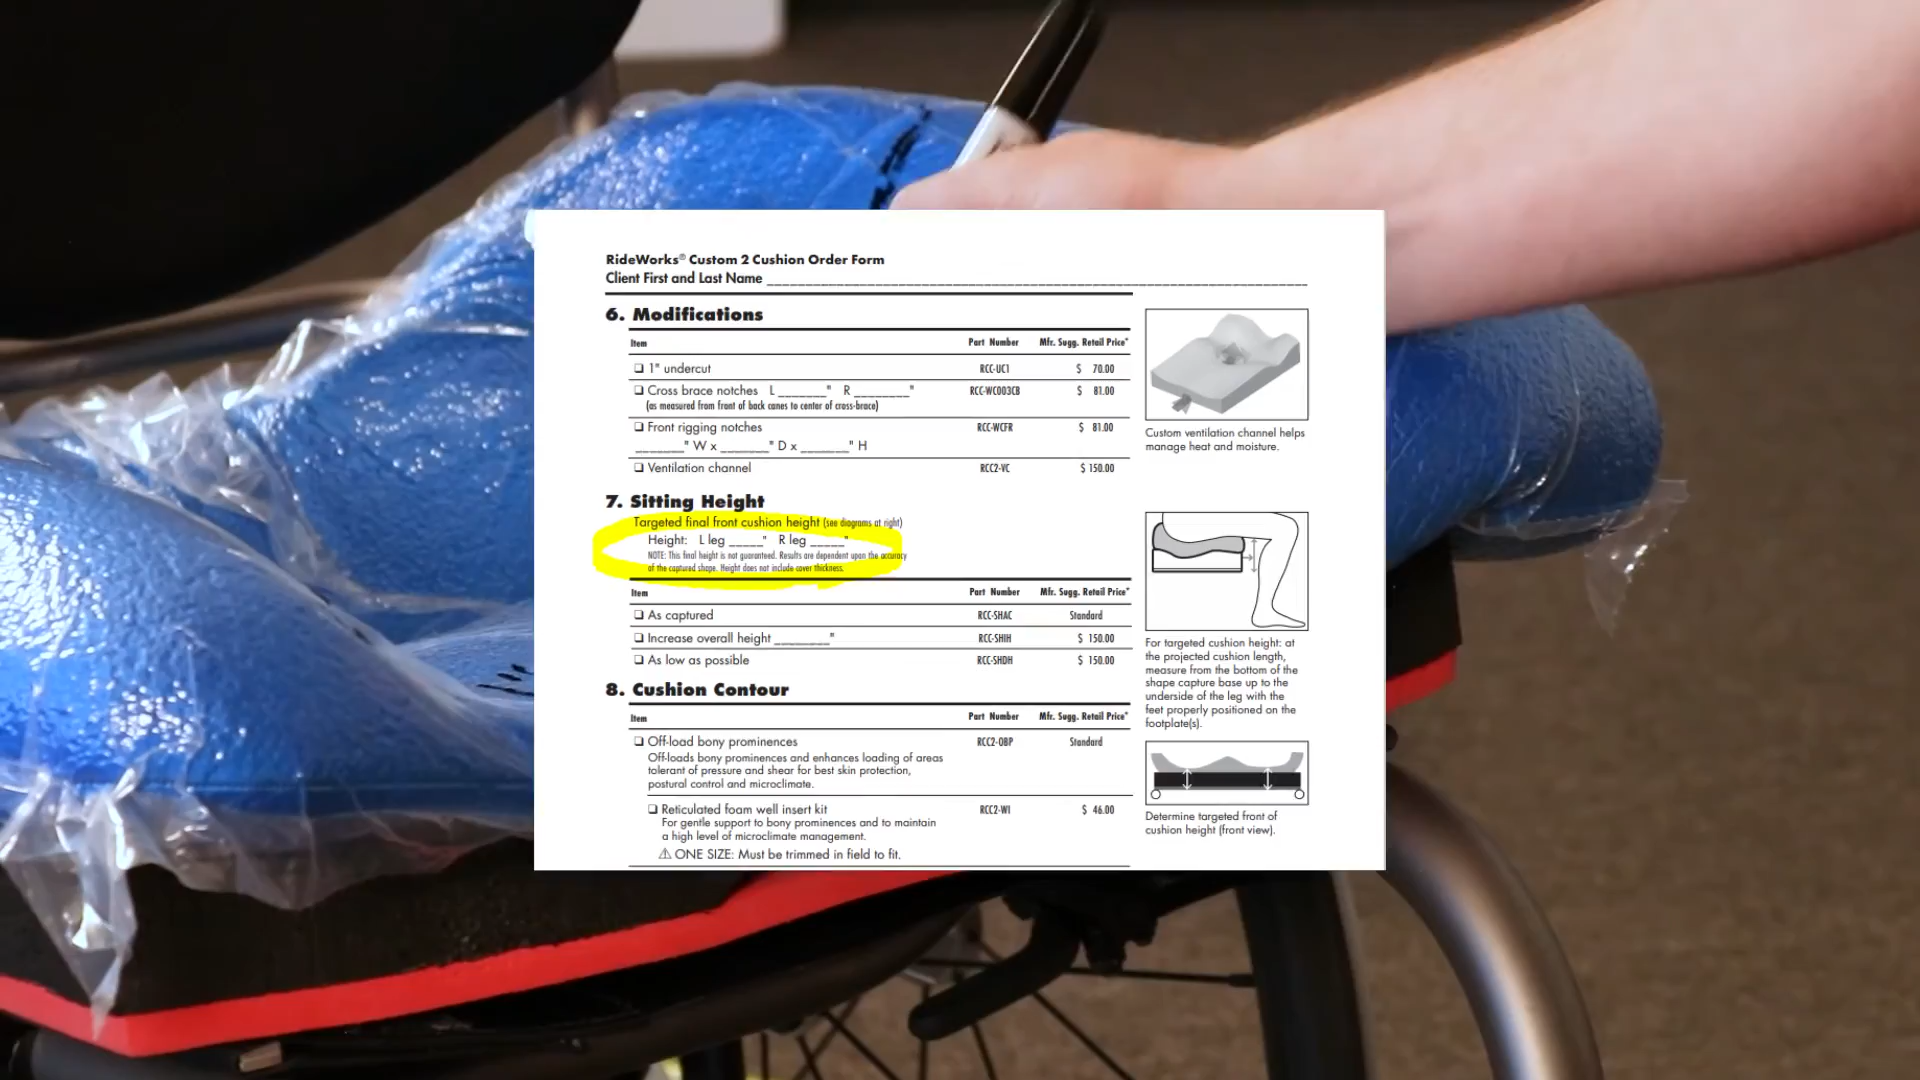 RideWorks® Custom 2 Cushion Order Form
Client First and Last Name ____________
6. Modifications
Item Part Number Mfr. Sugg. Retail Price*
❏ 1" undercut RCC-UC1 $ 70.00
❏ Cross brace notches L _______" R ________" RCC-WC003CB $ 81.00
(as measured from front of back canes to center of cross-brace)
❏ Front rigging notches RCC-WCFR $ 81.00
_______" W x _______" D x _______" H
❏ Ventilation channel RCC2-VC $ 150.00
Custom ventilation channel helps
manage heat and moisture.
7. Sitting Height
Targeted final front cushion height (see diagrams at right)
Height: L leg _____" R leg _____"
NOTE: This final height is not guaranteed. Results are dependent upon the accuracy
of the captured shape. Height does not include cover thickness.
Item Part Number Mfr. Sugg. Retail Price*
❏ As captured RCC-SHAC Standard
❏ Increase overall height ________" RCC-SHIH $ 150.00
❏ As low as possible RCC-SHDH $ 150.00
For targeted cushion height: at
the projected cushion length,
measure from the bottom of the
shape capture base up to the
underside of the leg with the
feet properly positioned on the
footplate(s).
8. Cushion Contour
Item Part Number Mfr. Sugg. Retail Price*
❏ Off-load bony prominences RCC2-OBP Standard
Off-loads bony prominences and enhances loading of areas
tolerant of pressure and shear for best skin protection,
postural control and microclimate.
❏ Reticulated foam well insert kit RCC2-WI $ 46.00
For gentle support to bony prominences and to maintain
a high level of microclimate management.
⚠ ONE SIZE: Must be trimmed in field to fit.
Determine targeted front of
cushion height (front view).